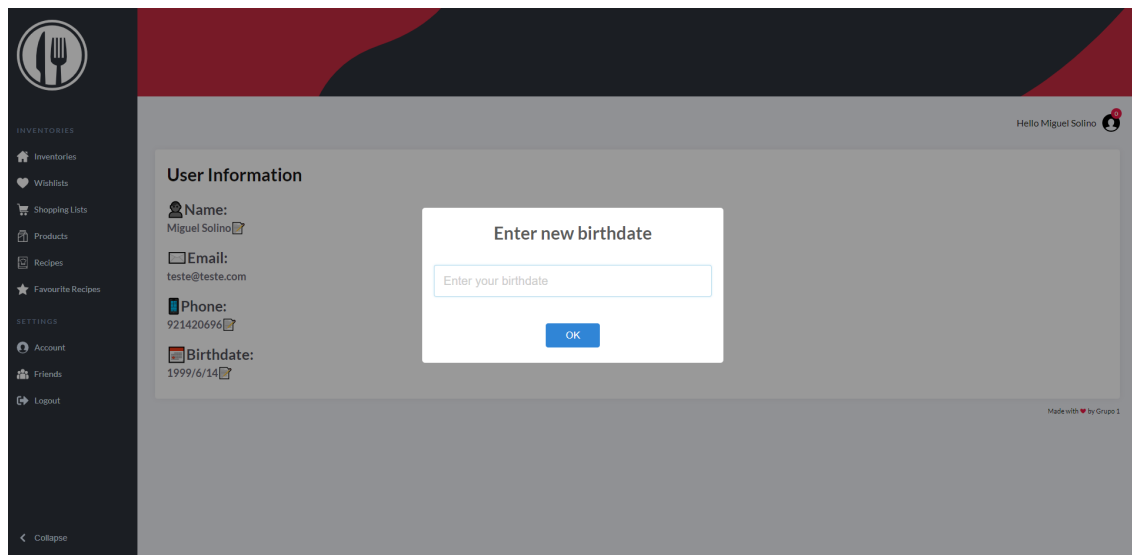 INVENTORIES
Inventories
Wishlists
Shopping Lists
Products
Recipes
Favourite Recipes
SETTINGS
Account
Friends
Logout
Collapse
Hello Miguel Solino
0
User Information
Name:
Miguel Solino
Email:
teste@teste.com
Phone:
921420696
Birthdate:
1999/6/14
Enter new birthdate
Enter your birthdate
OK
Made with ❤ by Grupo 1